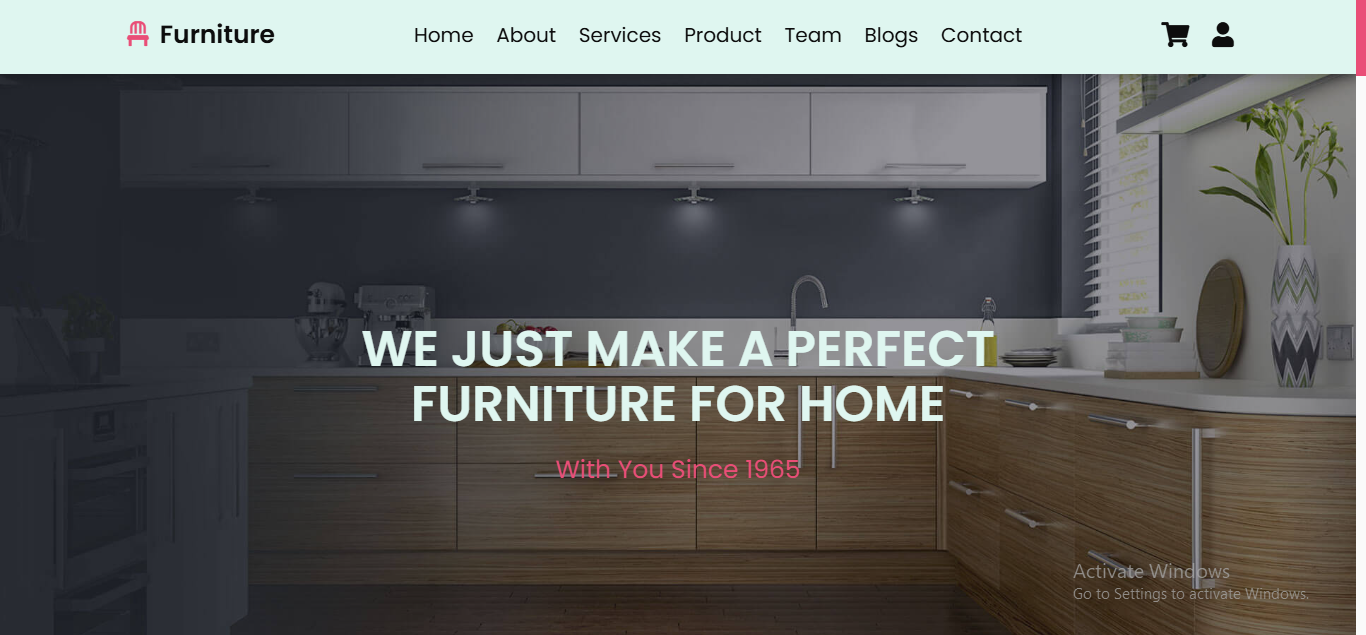 Furniture
Home About Services Product Team Blogs Contact
WE JUST MAKE A PERFECT
FURNITURE FOR HOME
With You Since 1965
Activate Windows
Go to Settings to activate Windows.